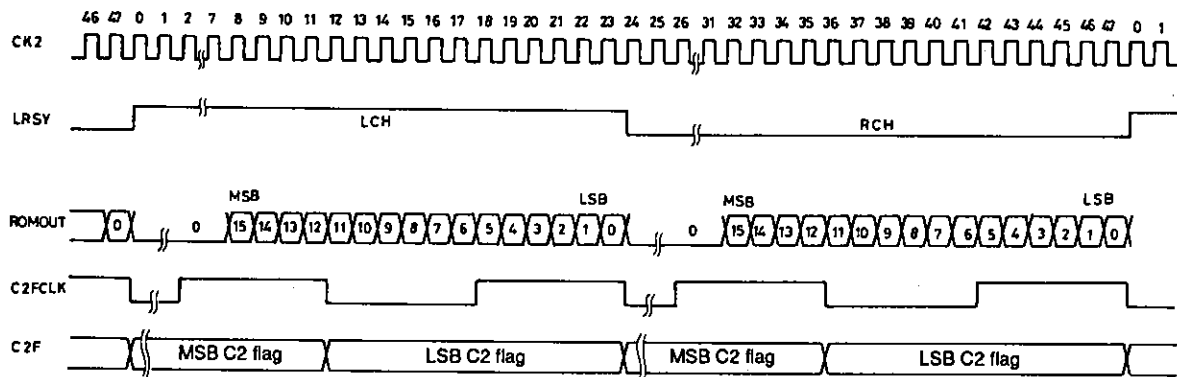 46 47 0 1 2 7 8 9 10 11 12 13 14 15 16 17 18 19 20 21 22 23 24 25 26 31 32 33 34 35 36 37 38 39 40 41 42 43 44 45 46 47 0 1
CK2
LRSY
LCH
RCH
MSB LSB MSB LSB
ROMOUT 0 0 15 14 13 12 11 10 9 8 7 6 5 4 3 2 1 0 0 15 14 13 12 11 10 9 8 7 6 5 4 3 2 1 0
C2FCLK
C2F MSB C2 flag LSB C2 flag MSB C2 flag LSB C2 flag